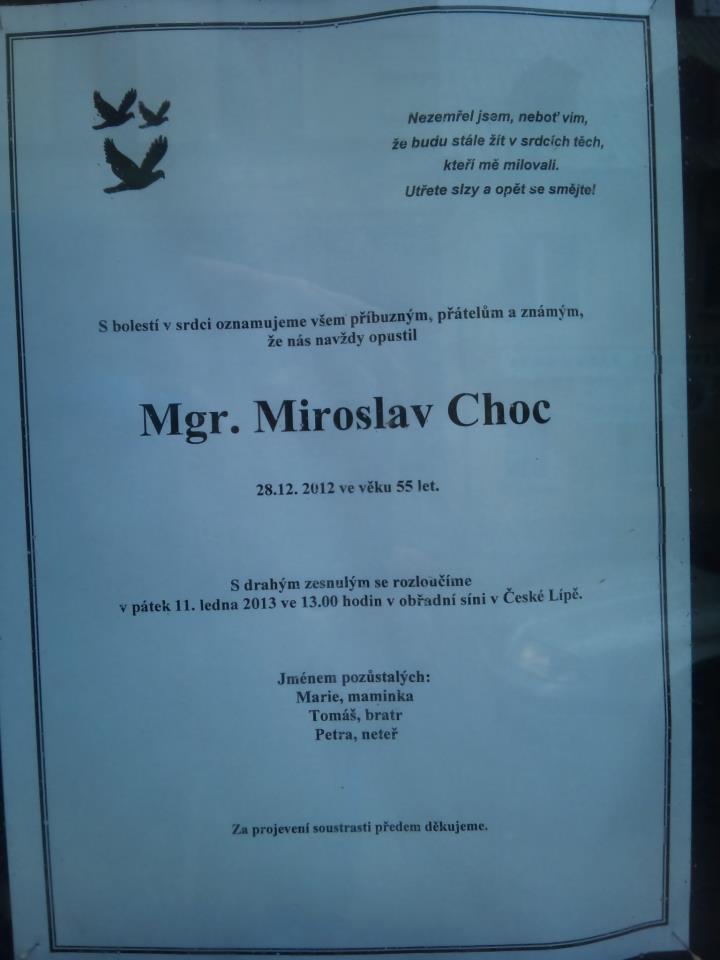 Nezemřel jsem, neboť vím,
že budu stále žít v srdcích těch,
kteří mě milovali.
Utřete slzy a opět se smějte!
S bolestí v srdci oznamujeme všem příbuzným, přátelům a známým,
že nás navždy opustil
Mgr. Miroslav Choc
28.12. 2012 ve věku 55 let.
S drahým zesnulým se rozloučíme
v pátek 11. ledna 2013 ve 13.00 hodin v obřadní síni v České Lípě.
Jménem pozůstalých:
Marie, maminka
Tomáš, bratr
Petra, neteř
Za projevení soustrasti předem děkujeme.